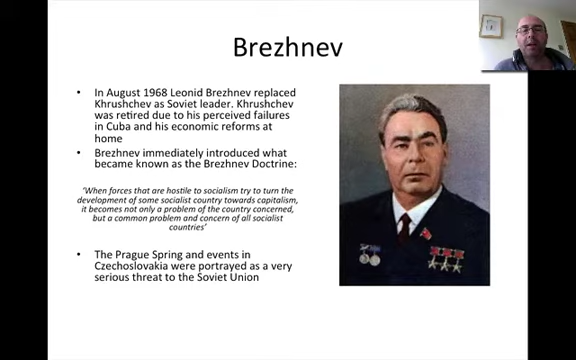 Brezhnev
• In August 1968 Leonid Brezhnev replaced
Khrushchev as Soviet leader. Khrushchev
was retired due to his perceived failures
in Cuba and his economic reforms at
home
• Brezhnev immediately introduced what
became known as the Brezhnev Doctrine:
'When forces that are hostile to socialism try to turn the
development of some socialist country towards capitalism,
it becomes not only a problem of the country concerned,
but a common problem and concern of all socialist
countries'
• The Prague Spring and events in
Czechoslovakia were portrayed as a very
serious threat to the Soviet Union